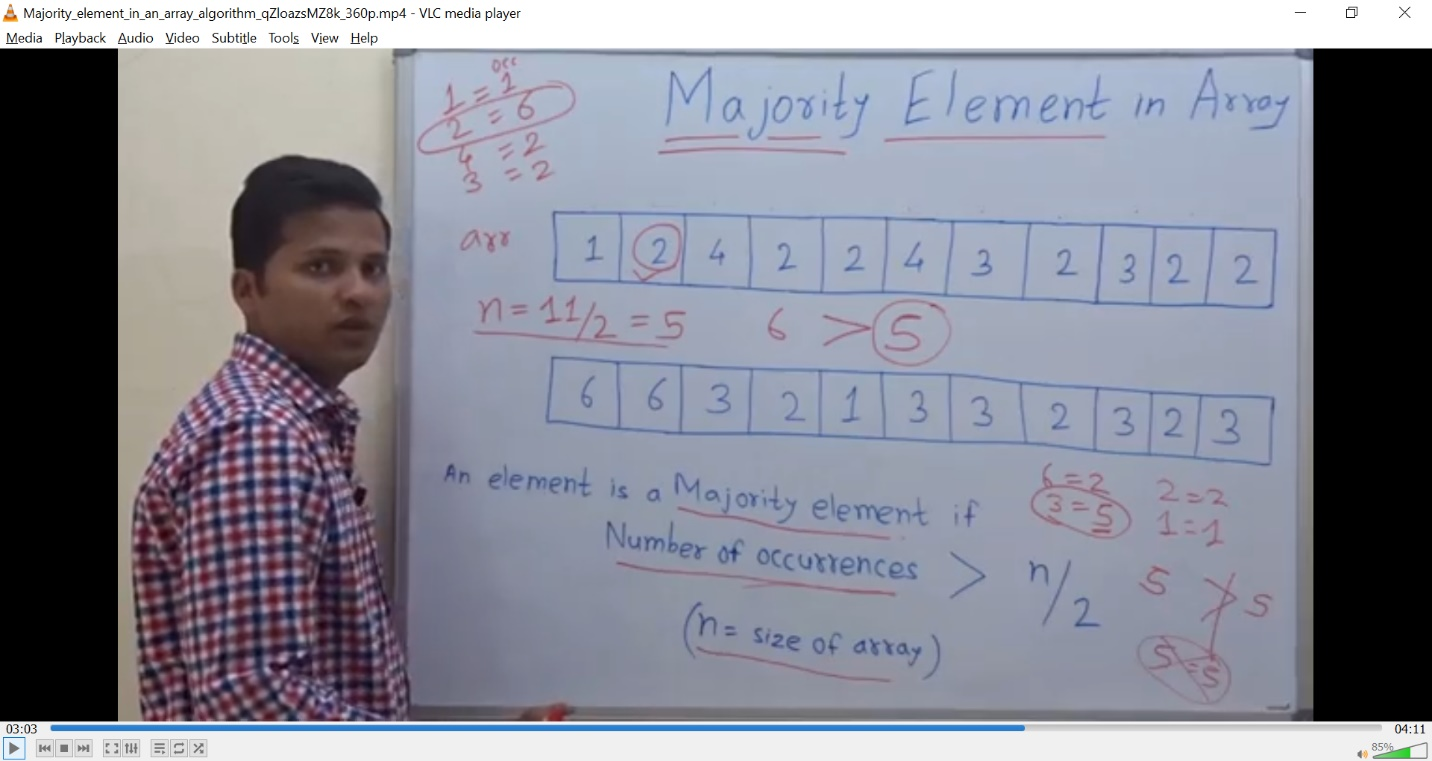 Majority_element_in_an_array_algorithm_qZloazsMZ8k_360p.mp4 - VLC media player
Media Playback Audio Video Subtitle Tools View Help
occ
1 = 1
2 = 6
4 = 2
3 = 2
Majority Element in Array
arr 1 2 4 2 2 4 3 2 3 2 2
n = 11/2 = 5 6 > 5
6 6 3 2 1 3 3 2 3 2 3
An element is a Majority element if
Number of occurrences > n/2
(n = size of array)
6 = 2 2 = 2
3 = 5 1 = 1
5 ≯ 5
5 = 5
03:03 04:11
85%